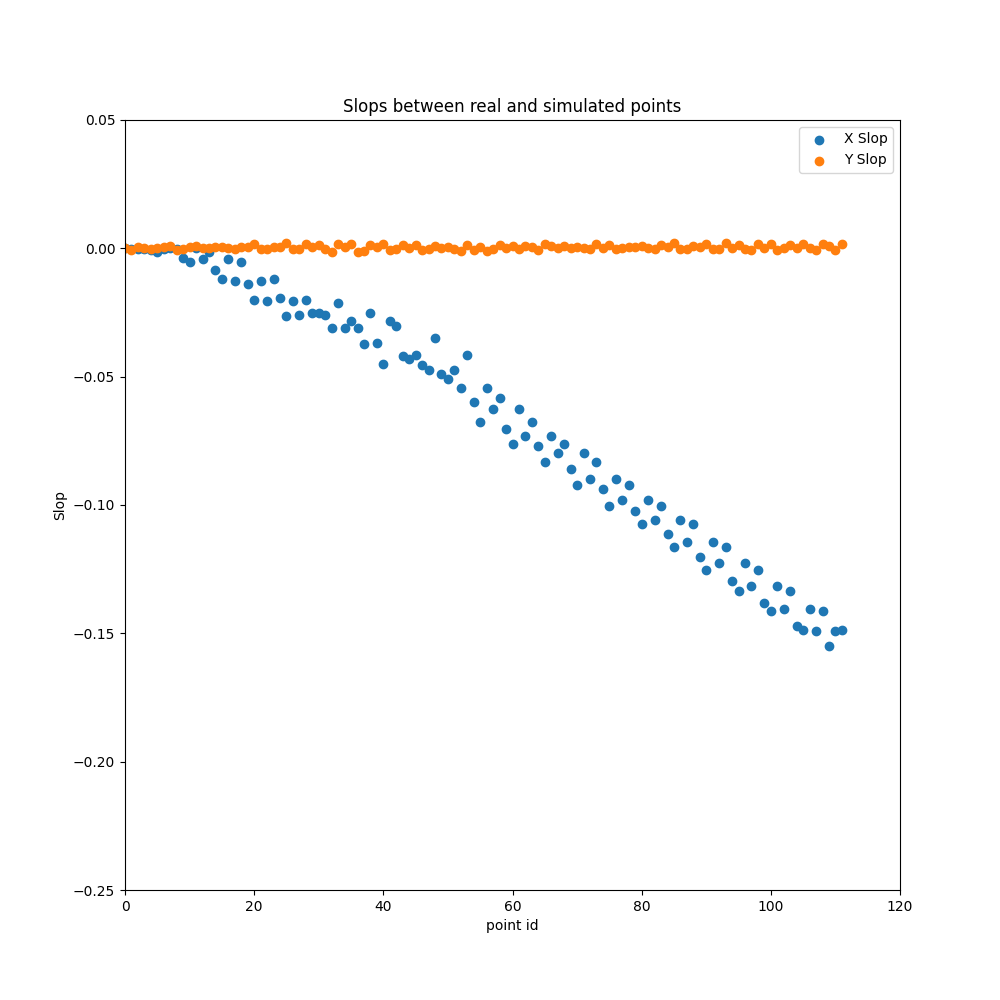 Slops between real and simulated points
X Slop
Y Slop
0.05
0.00
−0.05
−0.10
−0.15
−0.20
−0.25
Slop
0 20 40 60 80 100 120
point id